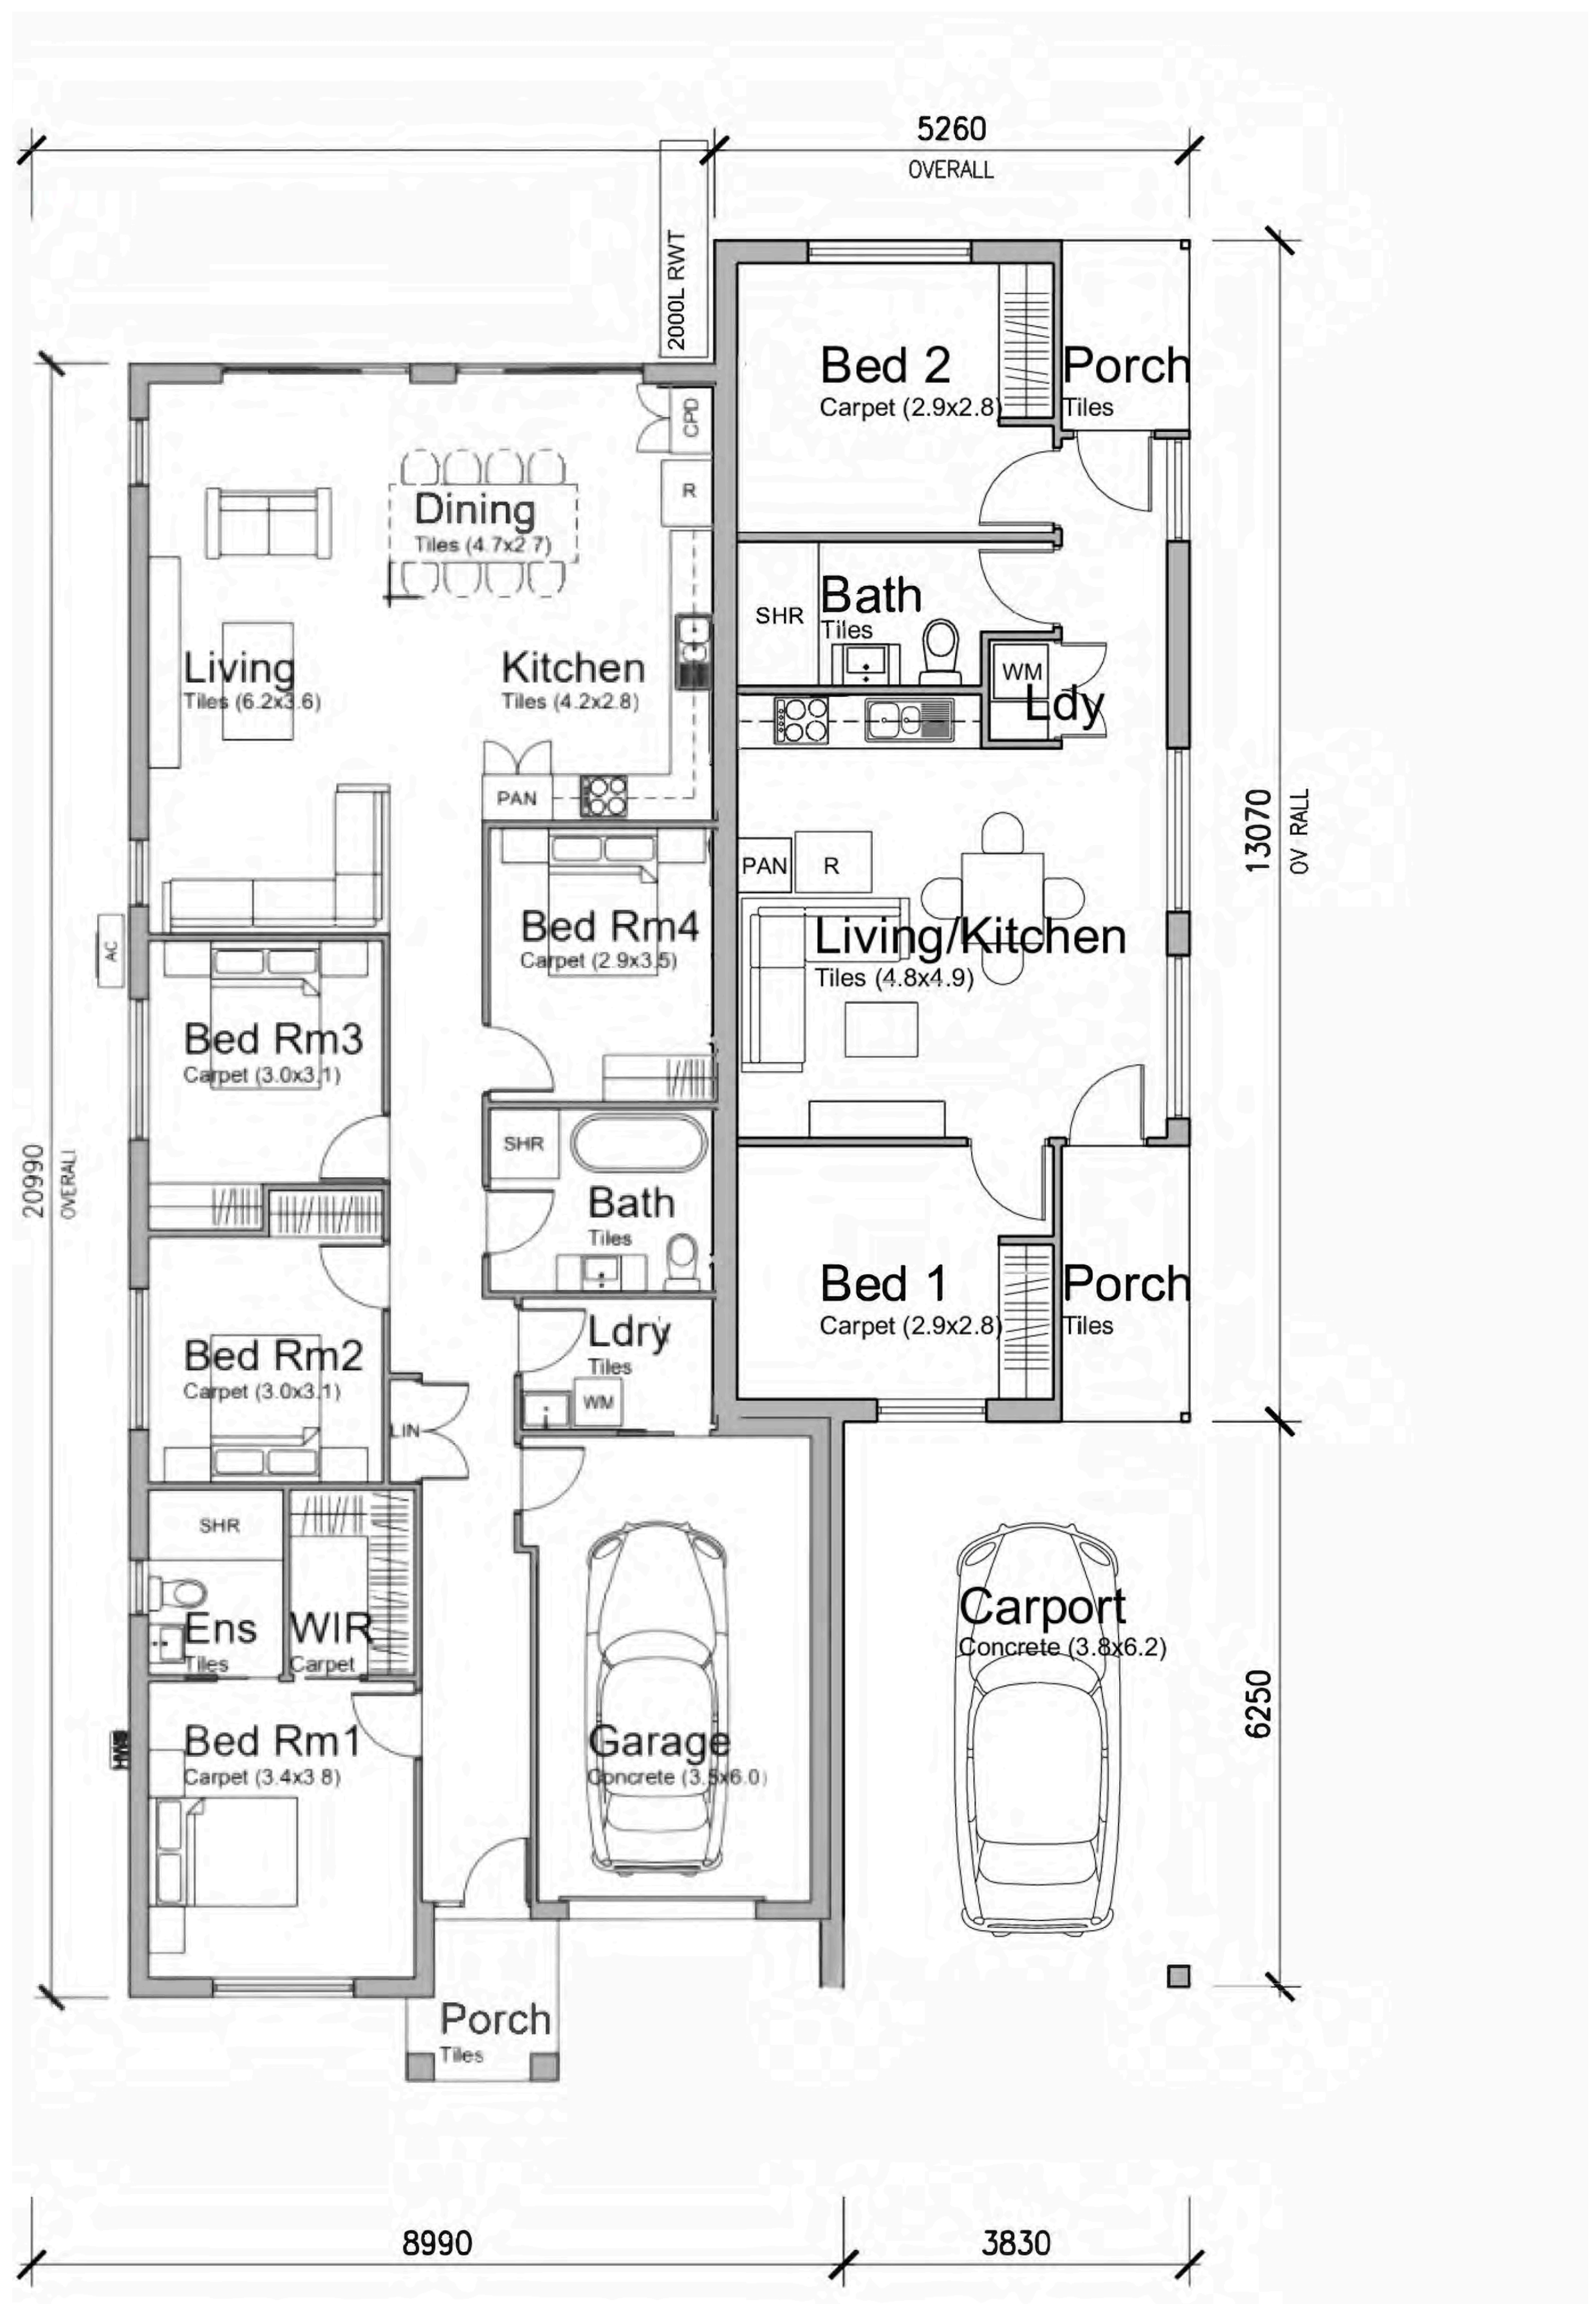 5260
OVERALL
2000L RWT
Bed 2
Carpet (2.9x2.8)
Porch
Tiles
CPD
R
Dining
Tiles (4.7x2 7)
SHR
Bath
Tiles
WM
Ldy
Living
Tiles (6.2x3.6)
Kitchen
Tiles (4.2x2.8)
PAN
PAN
R
13070
OV RALL
Bed Rm4
Carpet (2.9x3.5)
Living/Kitchen
Tiles (4.8x4.9)
AC
Bed Rm3
Carpet (3.0x3.1)
20990
OVERALL
SHR
Bath
Tiles
Bed 1
Carpet (2.9x2.8)
Porch
Tiles
Ldry
Tiles
WM
Bed Rm2
Carpet (3.0x3.1)
LIN
SHR
Ens
Tiles
WIR
Carpet
Carport
Concrete (3.8x6.2)
6250
HWS
Bed Rm1
Carpet (3.4x3 8)
Garage
Concrete (3.5x6.0)
Porch
Tiles
8990
3830